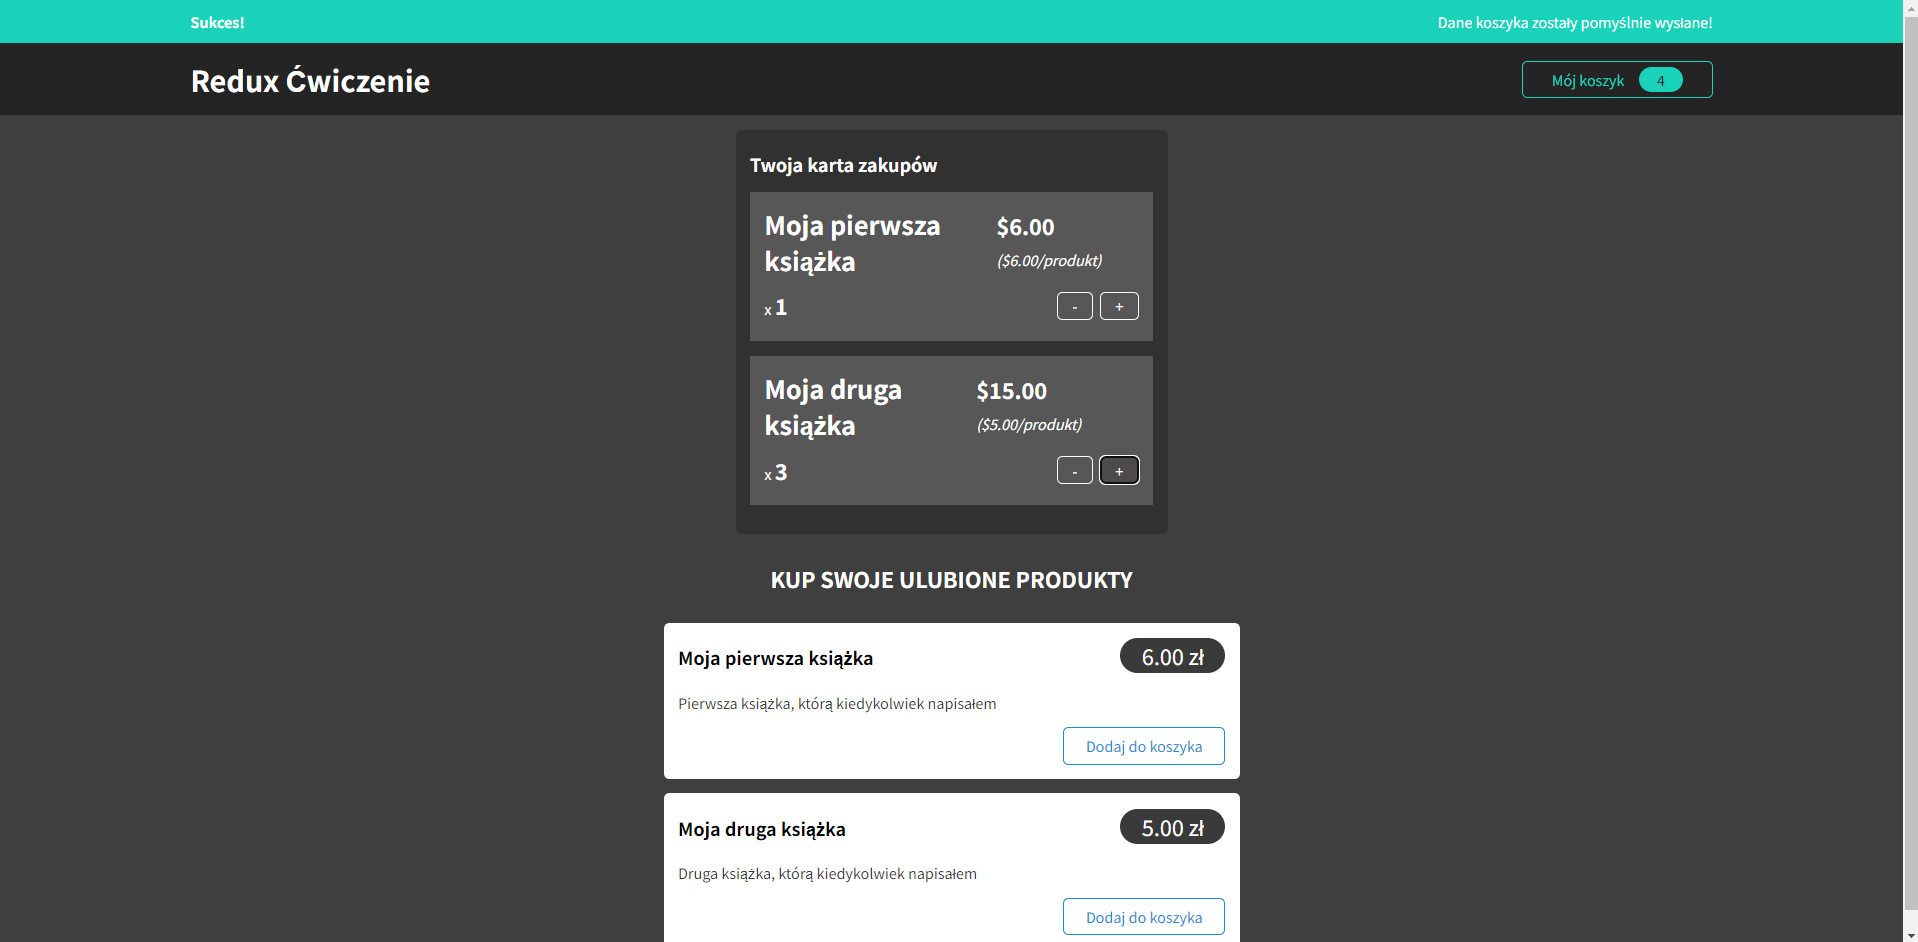 Sukces!
Dane koszyka zostały pomyślnie wysłane!
Redux Ćwiczenie
Mój koszyk 4
Twoja karta zakupów
Moja pierwsza
książka
$6.00
($6.00/produkt)
x 1
- +
Moja druga
książka
$15.00
($5.00/produkt)
x 3
- +
KUP SWOJE ULUBIONE PRODUKTY
Moja pierwsza książka
6.00 zł
Pierwsza książka, którą kiedykolwiek napisałem
Dodaj do koszyka
Moja druga książka
5.00 zł
Druga książka, którą kiedykolwiek napisałem
Dodaj do koszyka